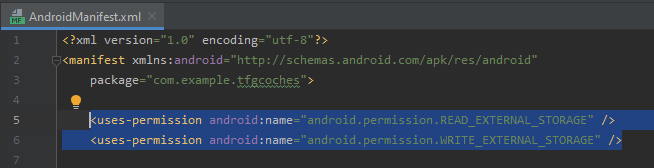 AndroidManifest.xml
1 <?xml version="1.0" encoding="utf-8"?>
2 <manifest xmlns:android="http://schemas.android.com/apk/res/android"
3 package="com.example.tfgcoches">
4
5 <uses-permission android:name="android.permission.READ_EXTERNAL_STORAGE" />
6 <uses-permission android:name="android.permission.WRITE_EXTERNAL_STORAGE" />